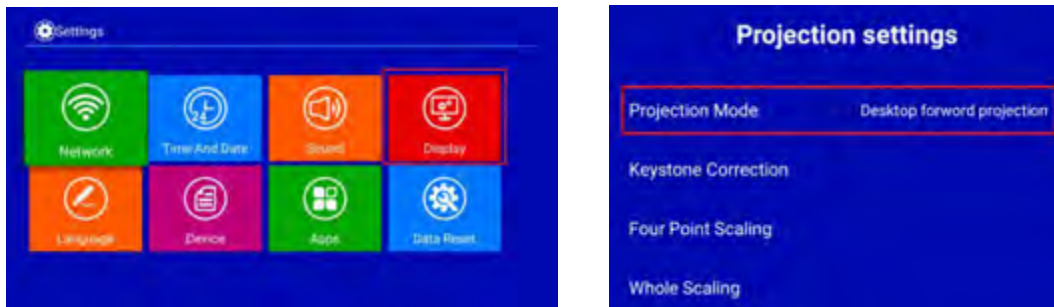 Settings
Network
Time And Date
Sound
Display
Language
Device
Apps
Data Reset
Projection settings
Projection Mode Desktop forword projection
Keystone Correction
Four Point Scaling
Whole Scaling